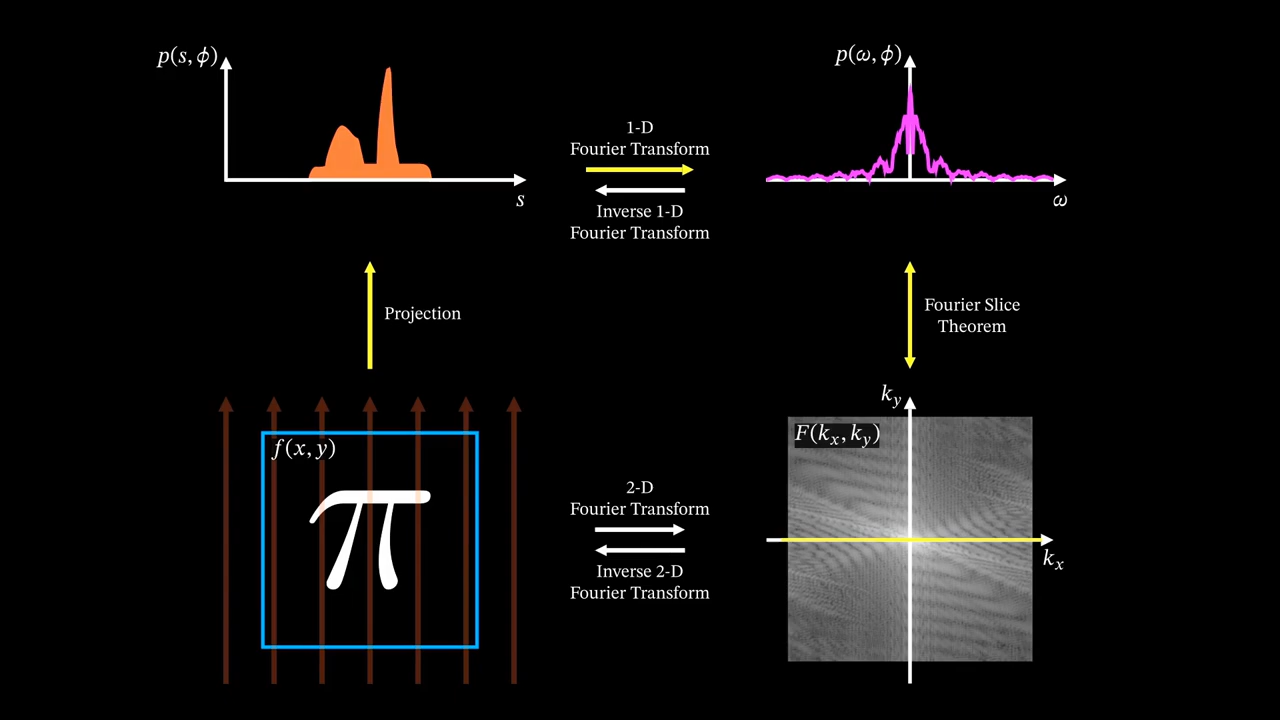 p(s, ϕ)
s
1-D
Fourier Transform
Inverse 1-D
Fourier Transform
p(ω, ϕ)
ω
Projection
Fourier Slice
Theorem
f(x, y)
π
2-D
Fourier Transform
Inverse 2-D
Fourier Transform
k_y
F(k_x, k_y)
k_x